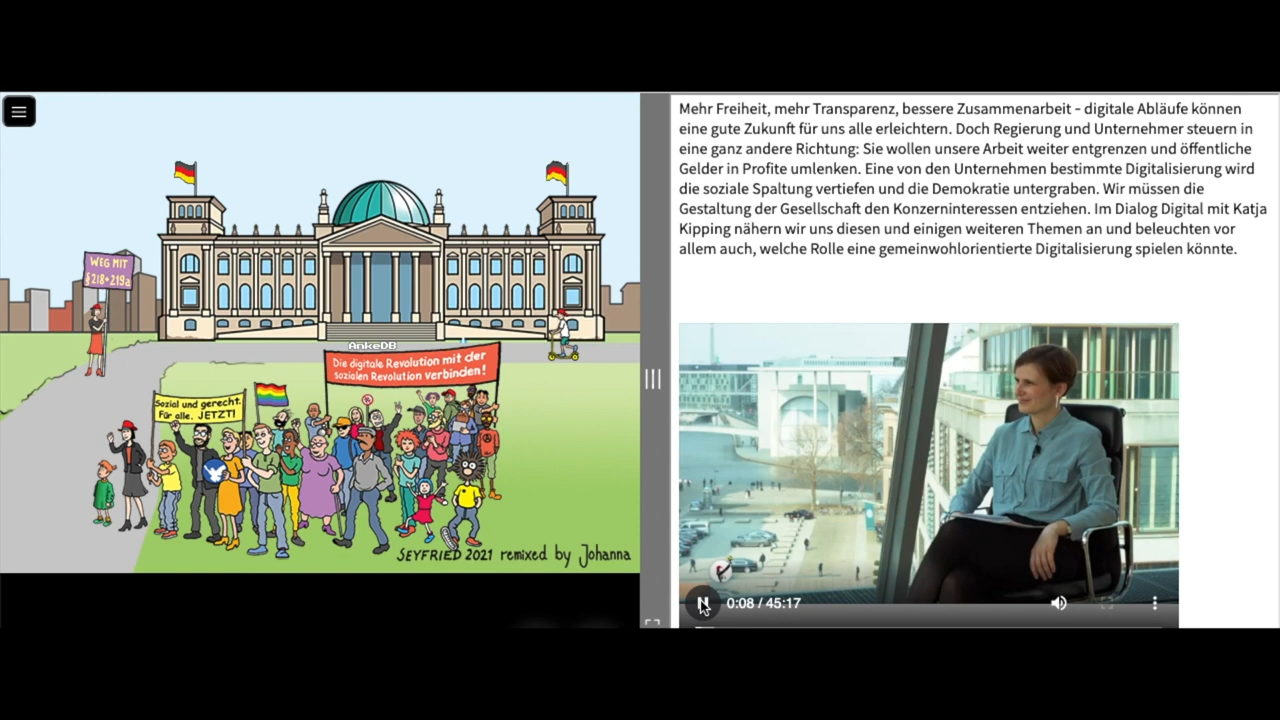 WEG MIT
§218+219a
AnkeDB
Die digitale Revolution mit der
sozialen Revolution verbinden!
Sozial und gerecht.
Für alle. JETZT!
SEYFRIED 2021 remixed by Johanna
Mehr Freiheit, mehr Transparenz, bessere Zusammenarbeit - digitale Abläufe können
eine gute Zukunft für uns alle erleichtern. Doch Regierung und Unternehmer steuern in
eine ganz andere Richtung: Sie wollen unsere Arbeit weiter entgrenzen und öffentliche
Gelder in Profite umlenken. Eine von den Unternehmen bestimmte Digitalisierung wird
die soziale Spaltung vertiefen und die Demokratie untergraben. Wir müssen die
Gestaltung der Gesellschaft den Konzerninteressen entziehen. Im Dialog Digital mit Katja
Kipping nähern wir uns diesen und einigen weiteren Themen an und beleuchten vor
allem auch, welche Rolle eine gemeinwohlorientierte Digitalisierung spielen könnte.
0:08 / 45:17